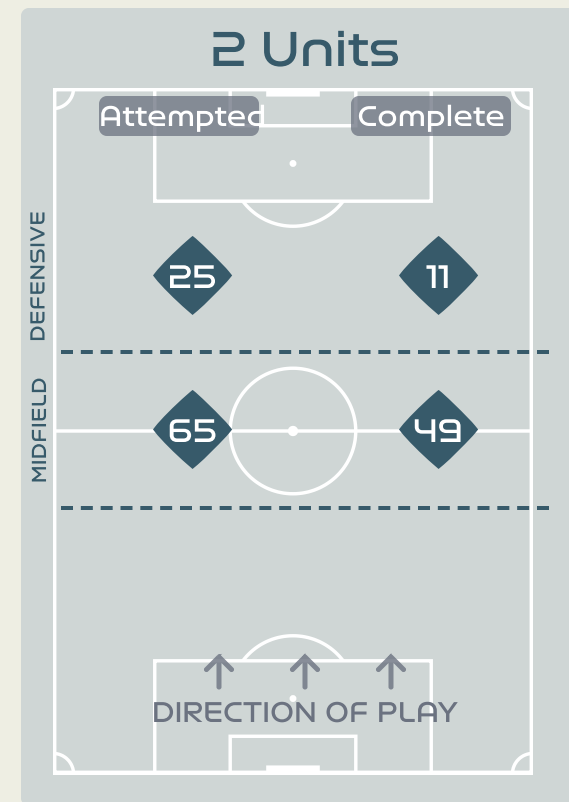 2 Units
Attempted
Complete
DEFENSIVE
25
11
MIDFIELD
65
49
DIRECTION OF PLAY